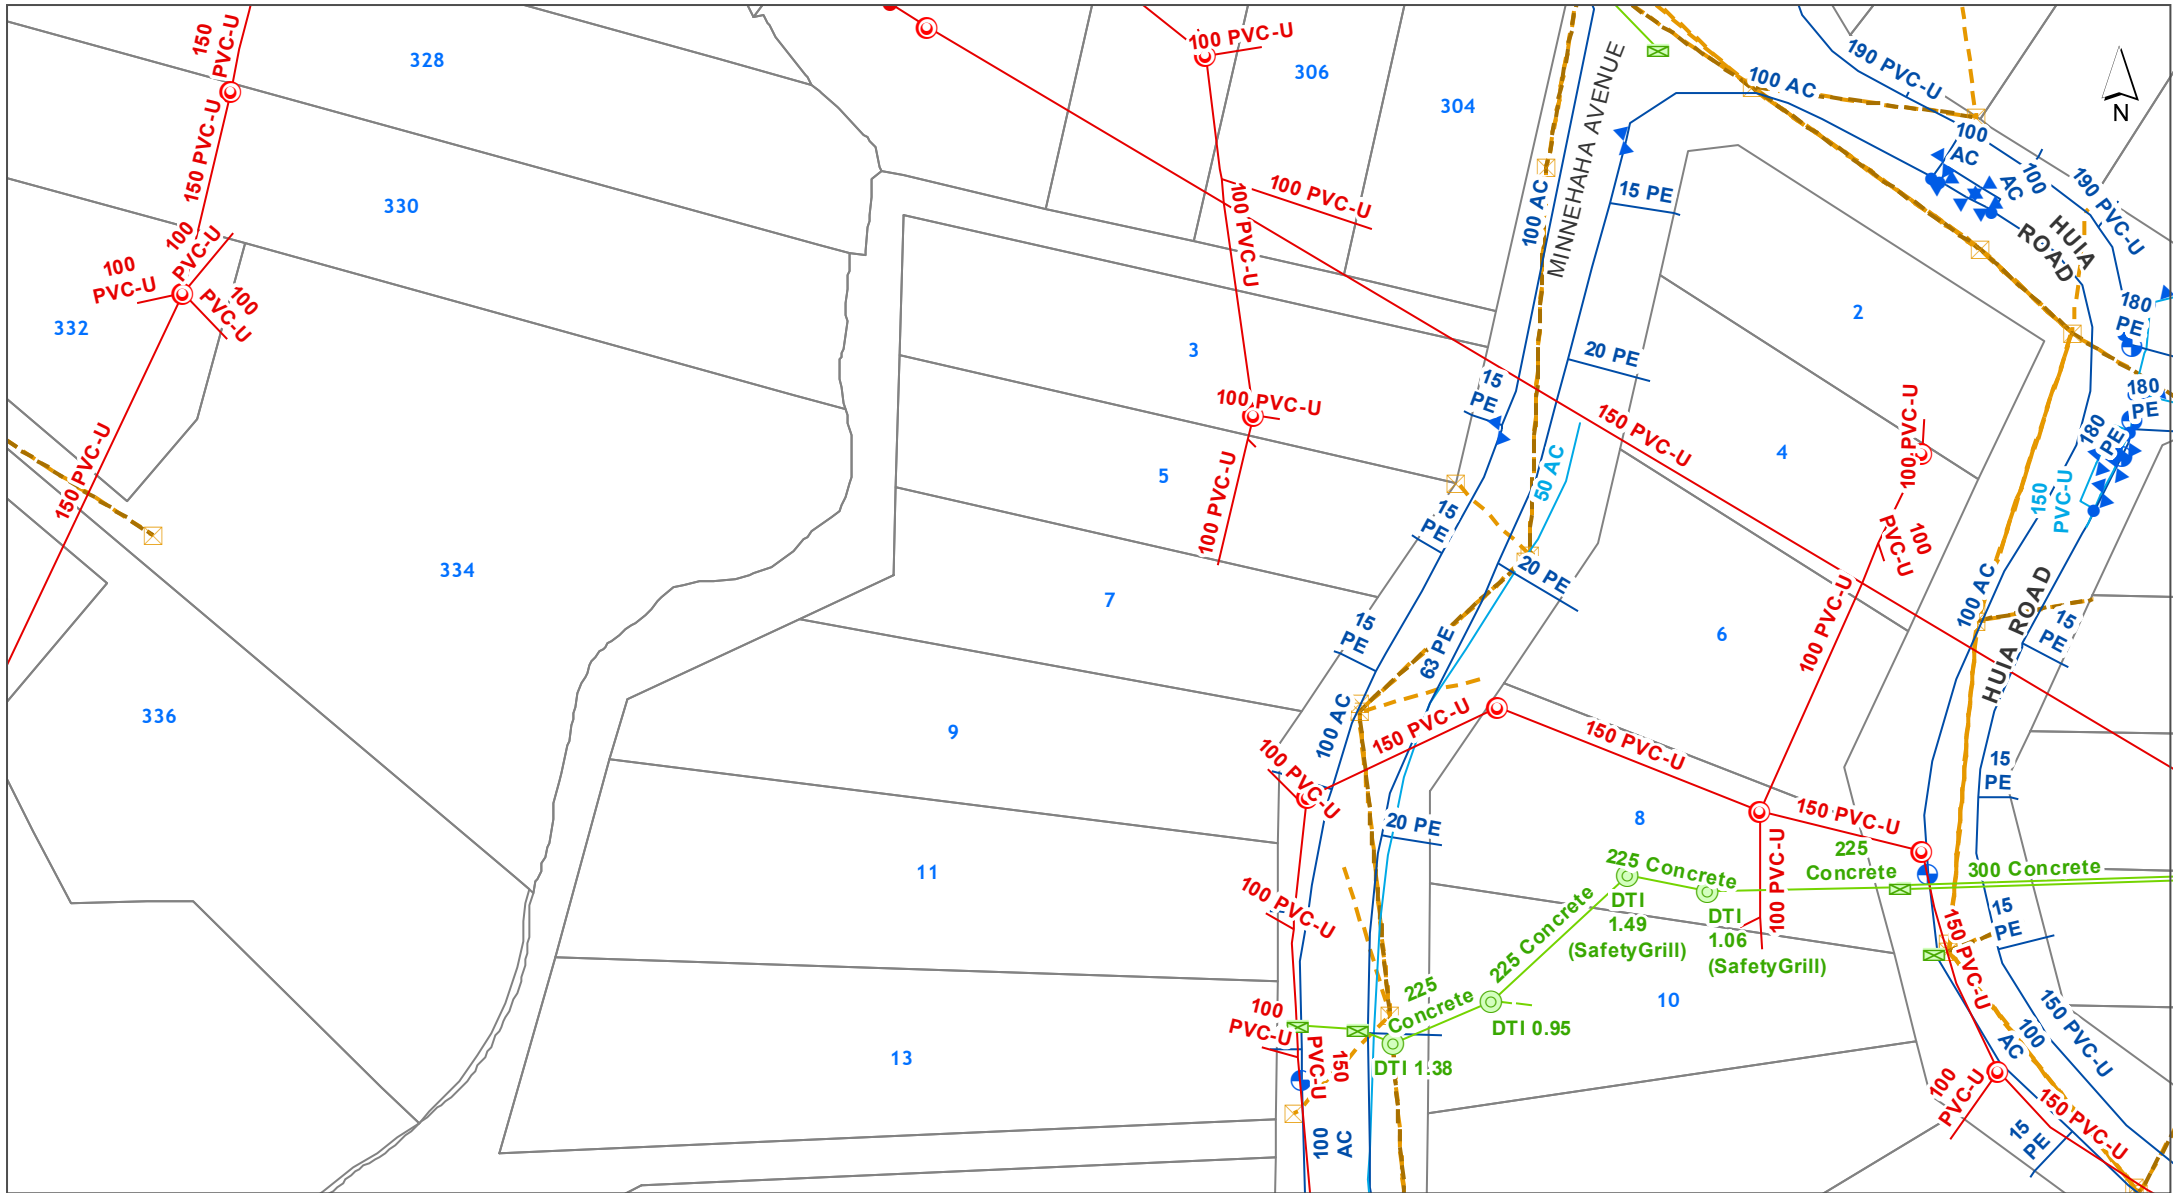 150
PVC-U
328
100 PVC-U
306
304
MINNEHAHA AVENUE
100 AC
190 PVC-U
N
150 PVC-U
330
100 PVC-U
100 PVC-U
100 AC
15 PE
100
AC
100
AC
190 PVC-U
HUIA
ROAD
100
PVC-U
100
PVC-U
100
PVC-U
332
3
20 PE
2
180
PE
180
PE
180
PE
15
PE
100 PVC-U
150 PVC-U
100 PVC-U
4
150 PVC-U
5
100 PVC-U
50 AC
15
PE
150
PVC-U
100
PVC-U
334
7
20 PE
6
100 PVC-U
100 AC
HUIA ROAD
15
PE
15
PE
63 PE
336
9
100 AC
150 PVC-U
150 PVC-U
100 PVC-U
15
PE
20 PE
8
150 PVC-U
225
Concrete
300 Concrete
11
225 Concrete
100 PVC-U
100 PVC-U
DTI
1.49
(SafetyGrill)
DTI
1.06
(SafetyGrill)
225 Concrete
15
PE
150 PVC-U
10
225
Concrete
DTI 0.95
DTI 1.38
100
PVC-U
150
PVC-U
13
150 PVC-U
100
AC
100
PVC-U
150 PVC-U
15
PE
100
AC